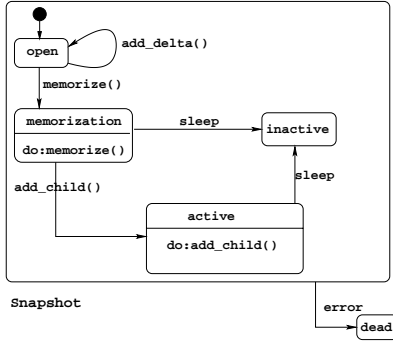 open
add_delta()
memorize()
memorization
do:memorize()
sleep
inactive
add_child()
sleep
active
do:add_child()
Snapshot
error
dead